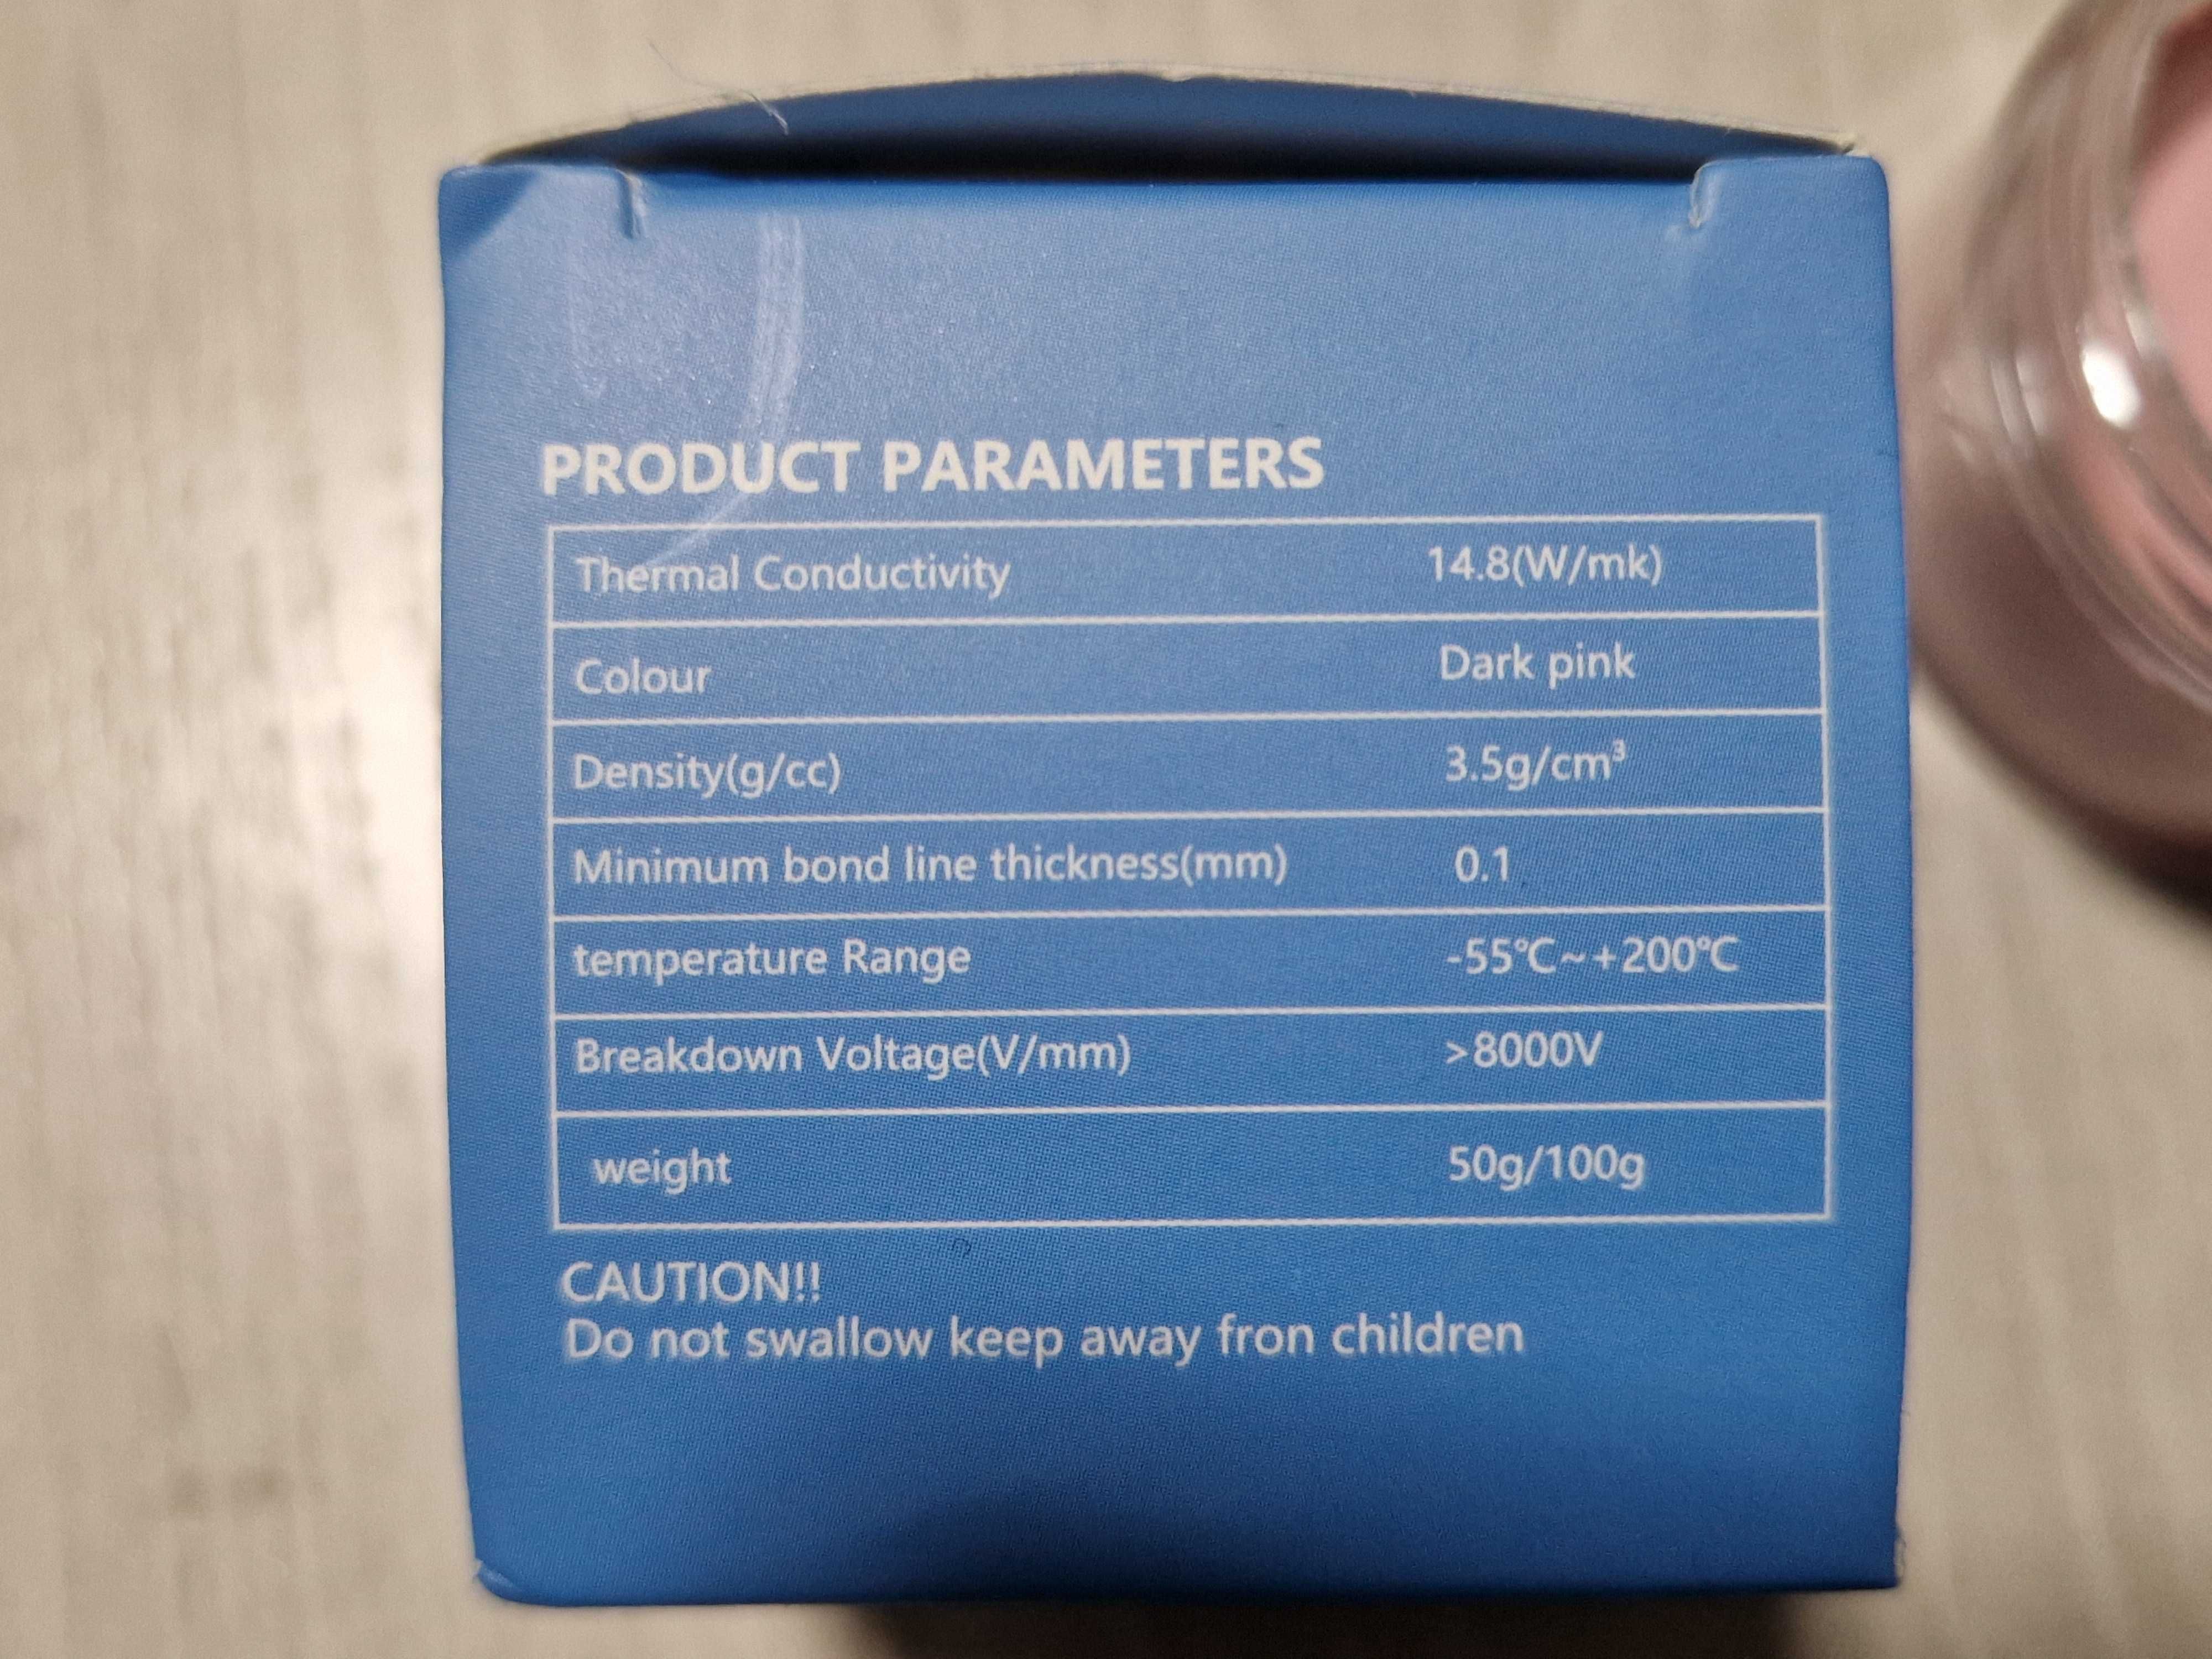 PRODUCT PARAMETERS
Thermal Conductivity 14.8(W/mk)
Colour Dark pink
Density(g/cc) 3.5g/cm³
Minimum bond line thickness(mm) 0.1
temperature Range -55℃~+200℃
Breakdown Voltage(V/mm) >8000V
weight 50g/100g
CAUTION!!
Do not swallow keep away fron children